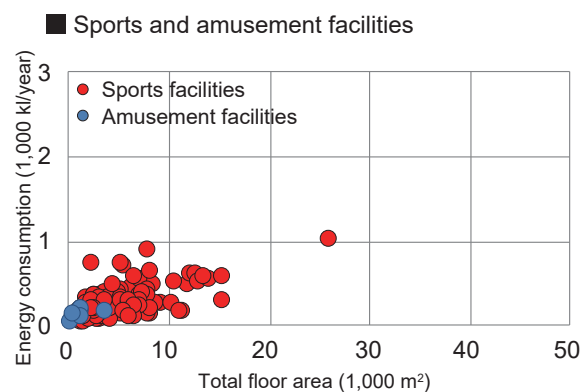 Sports and amusement facilities
Energy consumption (1,000 kl/year)
3
2
1
0
Sports facilities
Amusement facilities
0 10 20 30 40 50
Total floor area (1,000 m²)